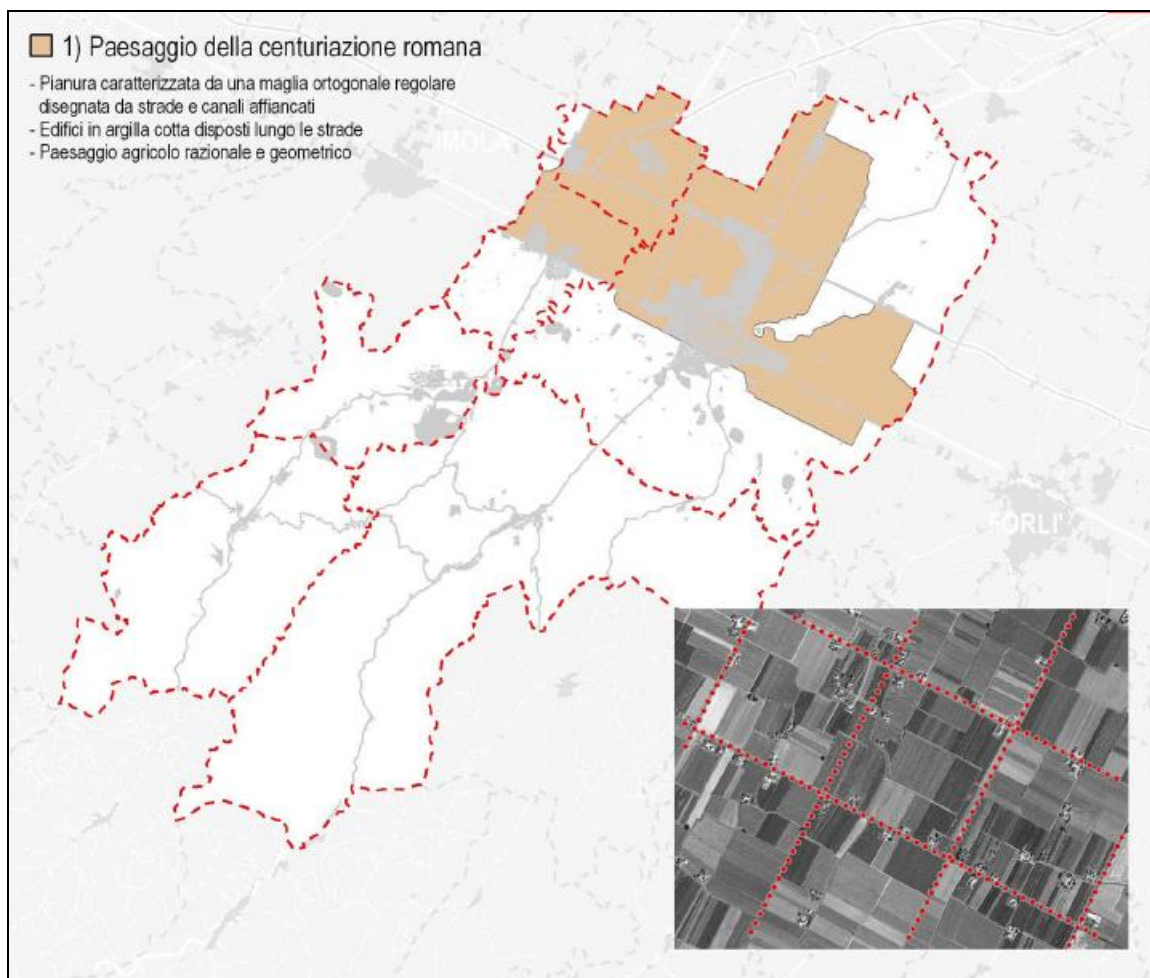 1) Paesaggio della centuriazione romana
- Pianura caratterizzata da una maglia ortogonale regolare
disegnata da strade e canali affiancati
- Edifici in argilla cotta disposti lungo le strade
- Paesaggio agricolo razionale e geometrico
IMOLA
FORLI'